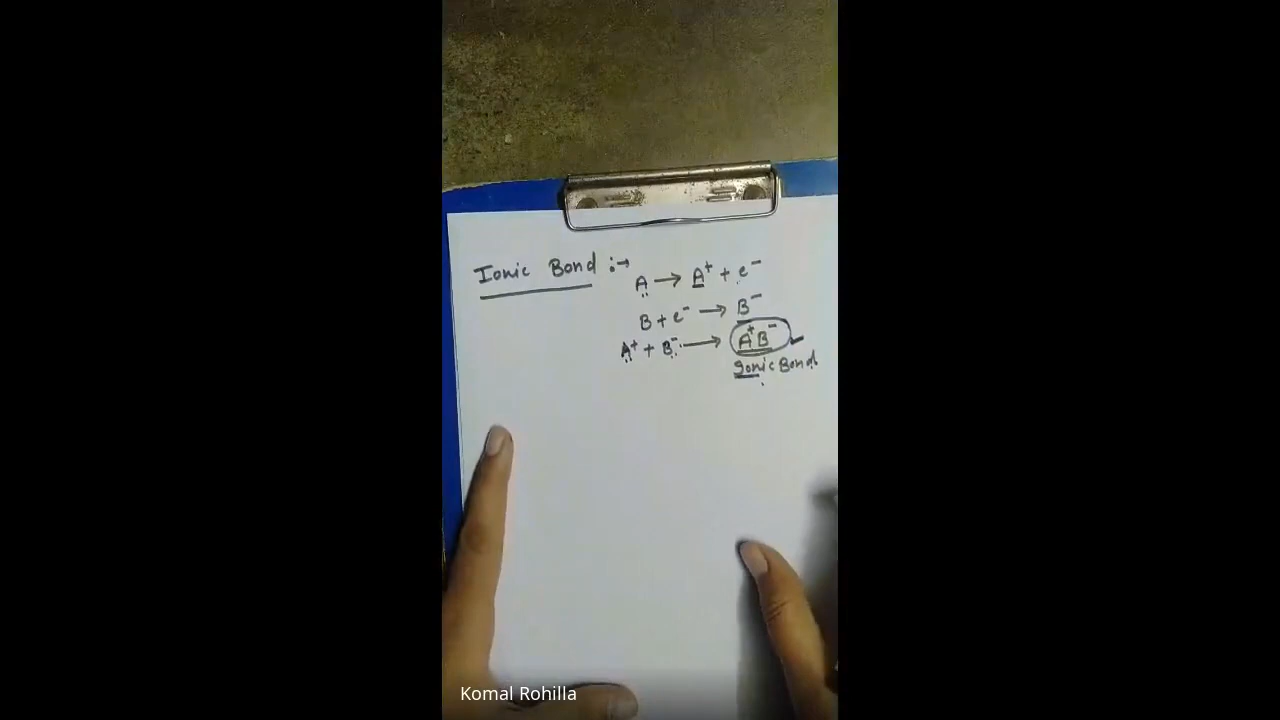 Ionic Bond :→
A → A⁺ + e⁻
B + e⁻ → B⁻
A⁺ + B⁻ → A⁺B⁻
Ionic Bond
Komal Rohilla